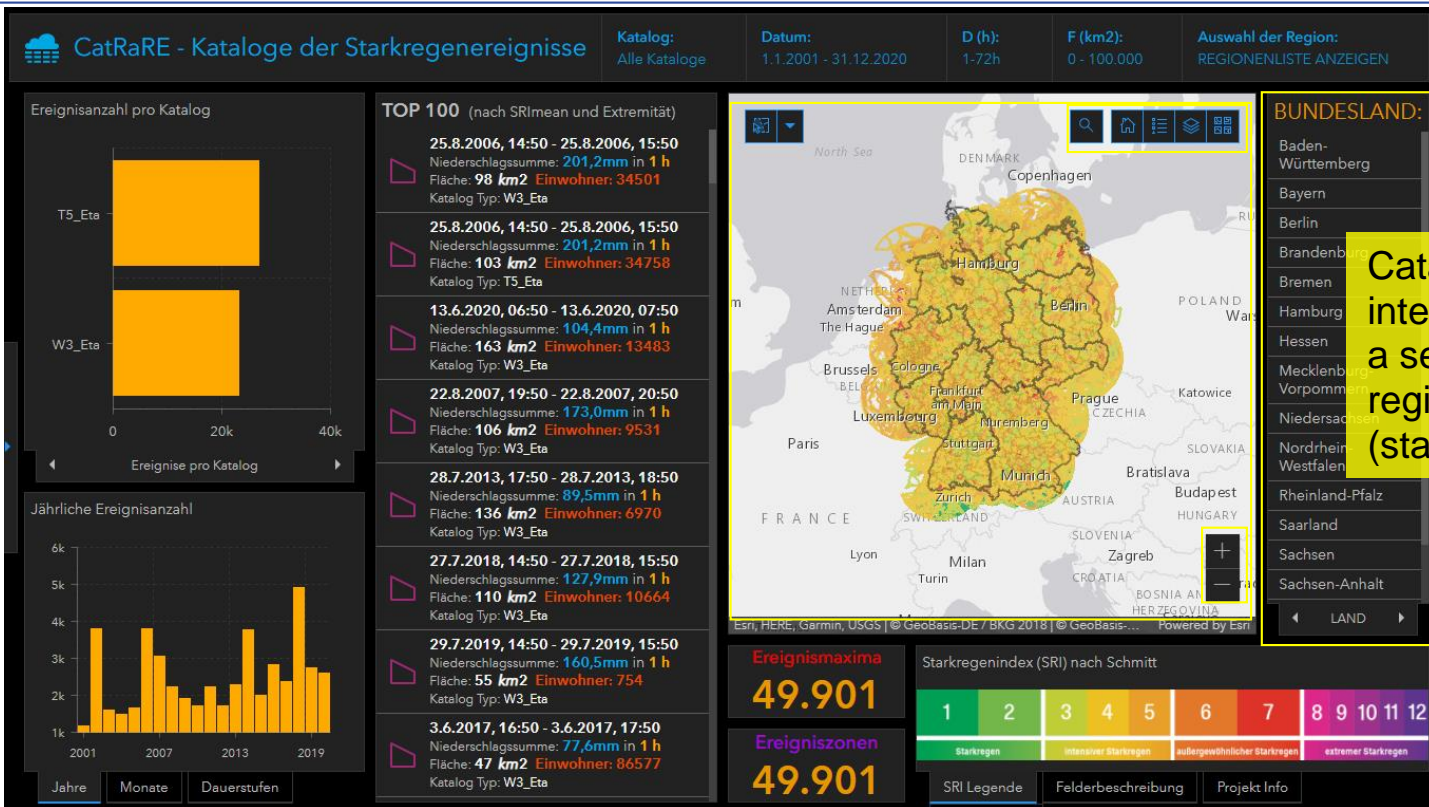 CatRaRE - Kataloge der Starkregenereignisse
Katalog:
Alle Kataloge
Datum:
1.1.2001 - 31.12.2020
D (h):
1-72h
F (km2):
0 - 100.000
Auswahl der Region:
REGIONENLISTE ANZEIGEN
Ereignisanzahl pro Katalog
T5_Eta
W3_Eta
0
20k
40k
Ereignise pro Katalog
Jährliche Ereignisanzahl
6k
5k
4k
3k
2k
1k
2001
2007
2013
2019
Jahre
Monate
Dauerstufen
TOP 100 (nach SRImean und Extremität)
25.8.2006, 14:50 - 25.8.2006, 15:50
Niederschlagssumme: 201,2mm in 1 h
Fläche: 98 km2 Einwohner: 34501
Katalog Typ: W3_Eta
25.8.2006, 14:50 - 25.8.2006, 15:50
Niederschlagssumme: 201,2mm in 1 h
Fläche: 103 km2 Einwohner: 34758
Katalog Typ: T5_Eta
13.6.2020, 06:50 - 13.6.2020, 07:50
Niederschlagssumme: 104,4mm in 1 h
Fläche: 163 km2 Einwohner: 13483
Katalog Typ: W3_Eta
22.8.2007, 19:50 - 22.8.2007, 20:50
Niederschlagssumme: 173,0mm in 1 h
Fläche: 106 km2 Einwohner: 9531
Katalog Typ: W3_Eta
28.7.2013, 17:50 - 28.7.2013, 18:50
Niederschlagssumme: 89,5mm in 1 h
Fläche: 136 km2 Einwohner: 6970
Katalog Typ: W3_Eta
27.7.2018, 14:50 - 27.7.2018, 15:50
Niederschlagssumme: 127,9mm in 1 h
Fläche: 110 km2 Einwohner: 10664
Katalog Typ: W3_Eta
29.7.2019, 14:50 - 29.7.2019, 15:50
Niederschlagssumme: 160,5mm in 1 h
Fläche: 55 km2 Einwohner: 754
Katalog Typ: W3_Eta
3.6.2017, 16:50 - 3.6.2017, 17:50
Niederschlagssumme: 77,6mm in 1 h
Fläche: 47 km2 Einwohner: 86577
Katalog Typ: W3_Eta
North Sea
DENMARK
Copenhagen
RU
Hamburg
NETHER
Amsterdam
The Hague
Berlin
POLAND
War
m
Brussels
Cologne
BELG
Frankfurt
am Main
Prague
CZECHIA
Katowice
Luxembourg
Nuremberg
Paris
Stuttgart
SLOVAKIA
Munich
Bratislava
Zurich
AUSTRIA
Budapest
FRANCE
SWITZERLAND
HUNGARY
SLOVENIA
Lyon
Milan
Zagreb
Turin
CROATIA
BOSNIA AN
HERZEGOVINA
Esri, HERE, Garmin, USGS | © GeoBasis-DE / BKG 2018 | © GeoBasis-... Powered by Esri
BUNDESLAND:
Baden-
Württemberg
Bayern
Berlin
Brandenburg
Bremen
Hamburg
Hessen
Mecklenburg
Vorpommern
Niedersachsen
Nordrhein-
Westfalen
Rheinland-Pfalz
Saarland
Sachsen
Sachsen-Anhalt
LAND
Cata
inte
a se
regi
(sta
Ereignismaxima
49.901
Ereigniszonen
49.901
Starkregenindex (SRI) nach Schmitt
1 2 3 4 5 6 7 8 9 10 11 12
Starkregen intensiver Starkregen außergewöhnlicher Starkregen extremer Starkregen
SRI Legende
Felderbeschreibung
Projekt Info